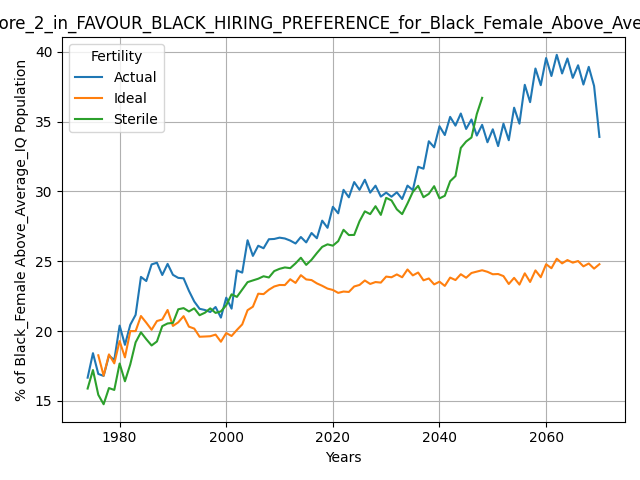 ore_2_in_FAVOUR_BLACK_HIRING_PREFERENCE_for_Black_Female_Above_Ave
Fertility
Actual
Ideal
Sterile
% of Black_Female Above_Average_IQ Population
40
35
30
25
20
15
1980
2000
2020
2040
2060
Years